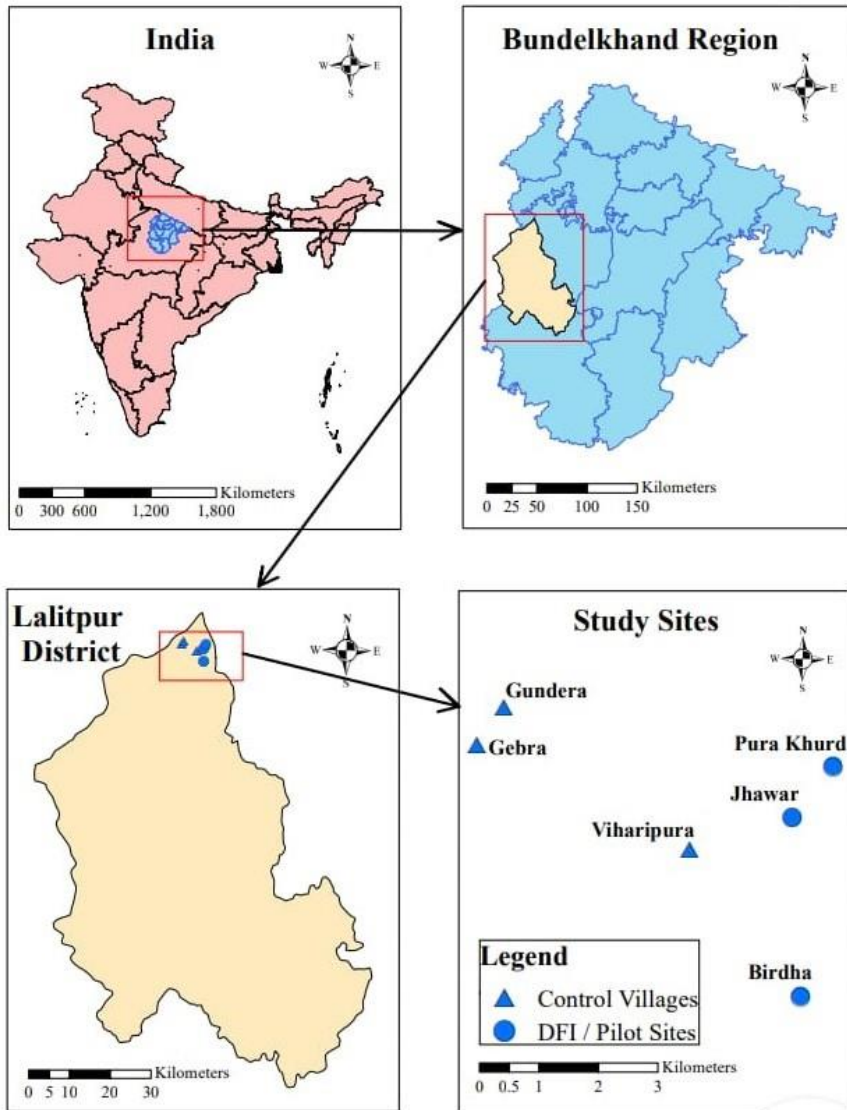 India
N
W E
S
Kilometers
0 300 600 1,200 1,800
Bundelkhand Region
N
W E
S
Kilometers
0 25 50 100 150
Lalitpur
District
N
W E
S
Kilometers
0 5 10 20 30
Study Sites
N
W E
S
Gundera
Gebra
Pura Khurd
Jhawar
Viharipura
Birdha
Legend
Control Villages
DFI / Pilot Sites
Kilometers
0 0.5 1 2 3